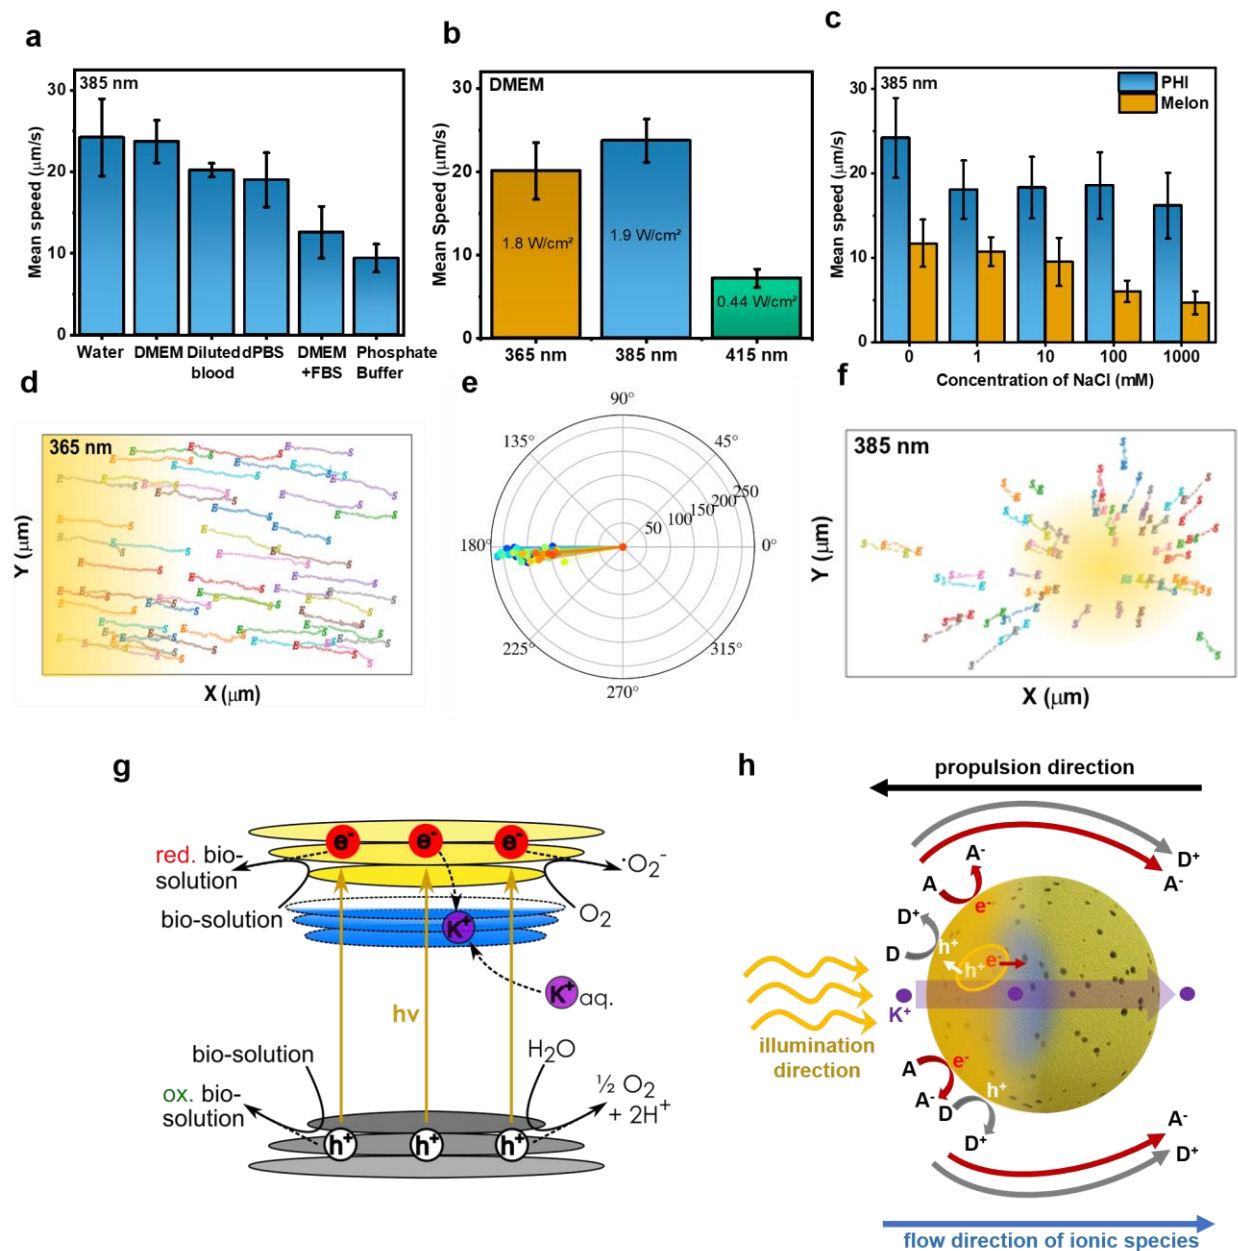 a
385 nm
Mean speed (µm/s)
30
20
10
0
Water
DMEM
Diluted
blood
dPBS
DMEM
+FBS
Phosphate
Buffer
b
DMEM
Mean Speed (µm/s)
30
20
10
0
1.8 W/cm²
1.9 W/cm²
0.44 W/cm²
365 nm
385 nm
415 nm
c
385 nm
PHI
Melon
Mean speed (µm/s)
30
20
10
0
0
1
10
100
1000
Concentration of NaCl (mM)
d
365 nm
Y (µm)
X (µm)
e
90°
135°
45°
180°
0°
50
100
150
200
250
225°
315°
270°
f
385 nm
Y (µm)
X (µm)
g
e⁻ e⁻ e⁻
red. bio-
solution
·O₂⁻
bio-solution
O₂
K⁺
K⁺ aq.
hν
bio-solution
H₂O
ox. bio-
solution
½ O₂
+ 2H⁺
h⁺ h⁺ h⁺
h
propulsion direction
A⁻
D⁺
A⁻
A
e⁻
D⁺
D
h⁺
h⁺ e⁻
K⁺
illumination
direction
A
e⁻
h⁺
A⁻
D
D⁺
A⁻
D⁺
flow direction of ionic species